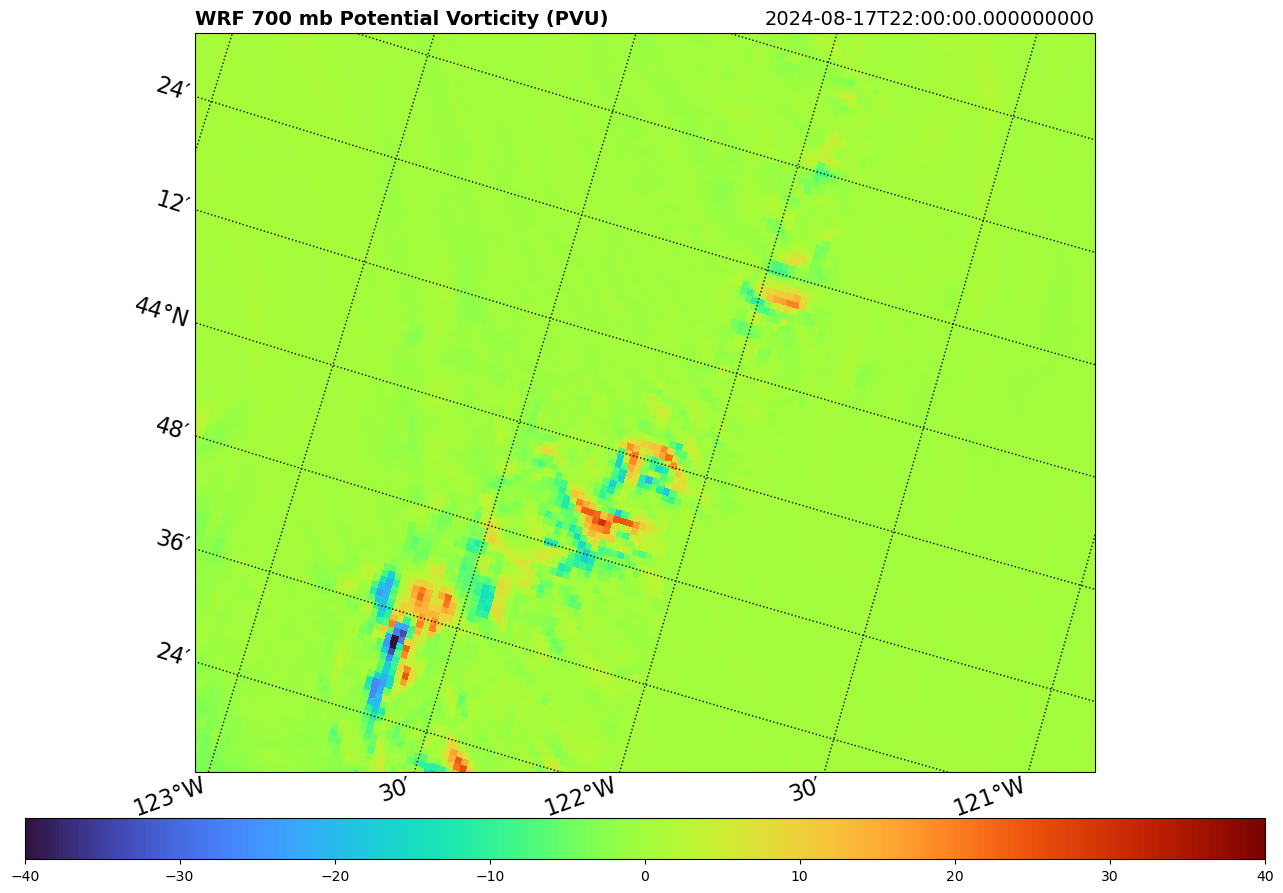 WRF 700 mb Potential Vorticity (PVU) 2024-08-17T22:00:00.000000000
24′
12′
44°N
48′
36′
24′
123°W 30′ 122°W 30′ 121°W
−40 −30 −20 −10 0 10 20 30 40